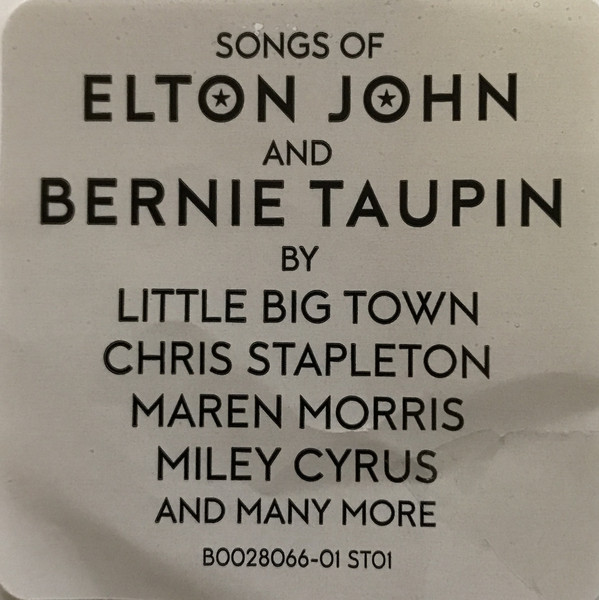 SONGS OF
ELTON JOHN
AND
BERNIE TAUPIN
BY
LITTLE BIG TOWN
CHRIS STAPLETON
MAREN MORRIS
MILEY CYRUS
AND MANY MORE
B0028066-01 ST01